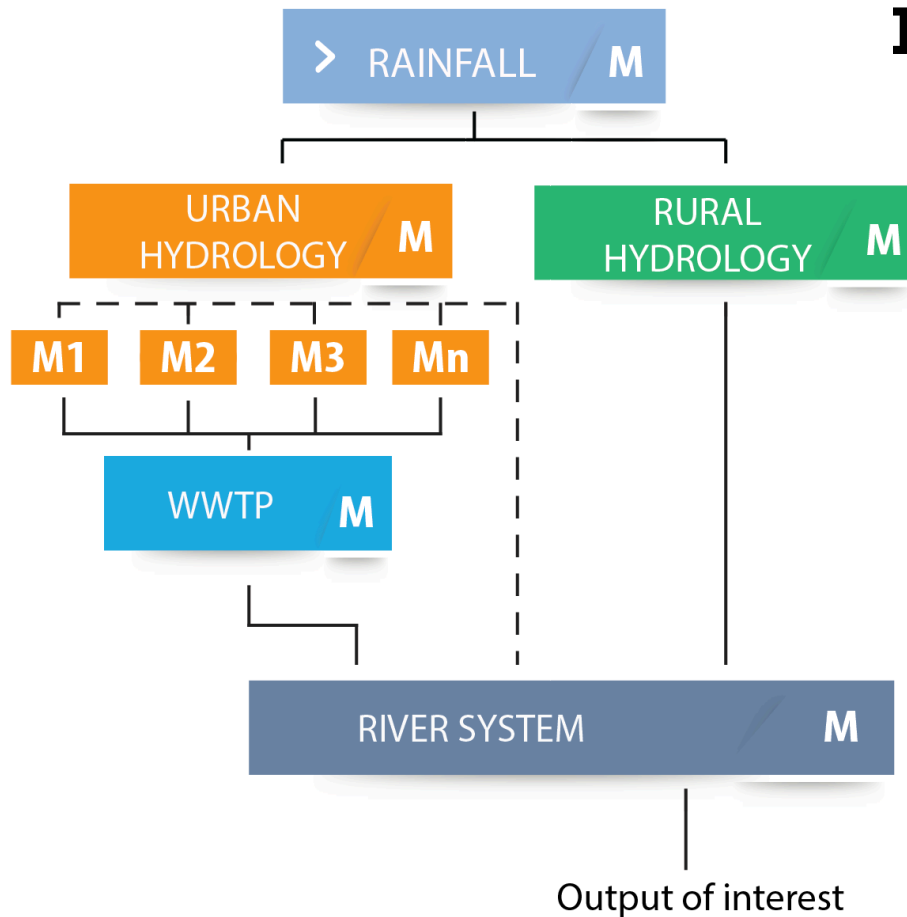 > RAINFALL M
URBAN
HYDROLOGY M
RURAL
HYDROLOGY M
M1 M2 M3 Mn
WWTP M
RIVER SYSTEM M
Output of interest